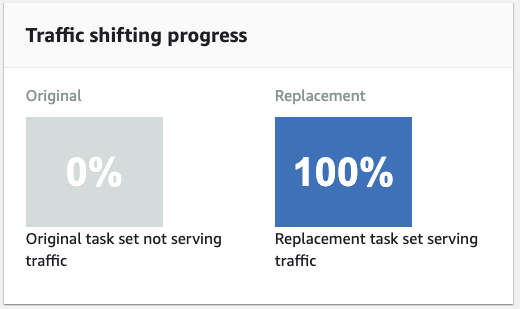 Traffic shifting progress
Original
0%
Original task set not serving
traffic
Replacement
100%
Replacement task set serving
traffic